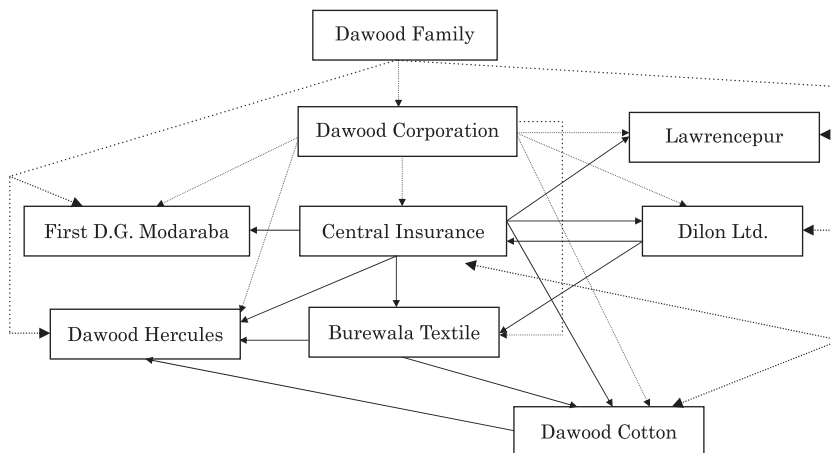 Dawood Family
Dawood Corporation
Lawrencepur
First D.G. Modaraba
Central Insurance
Dilon Ltd.
Dawood Hercules
Burewala Textile
Dawood Cotton